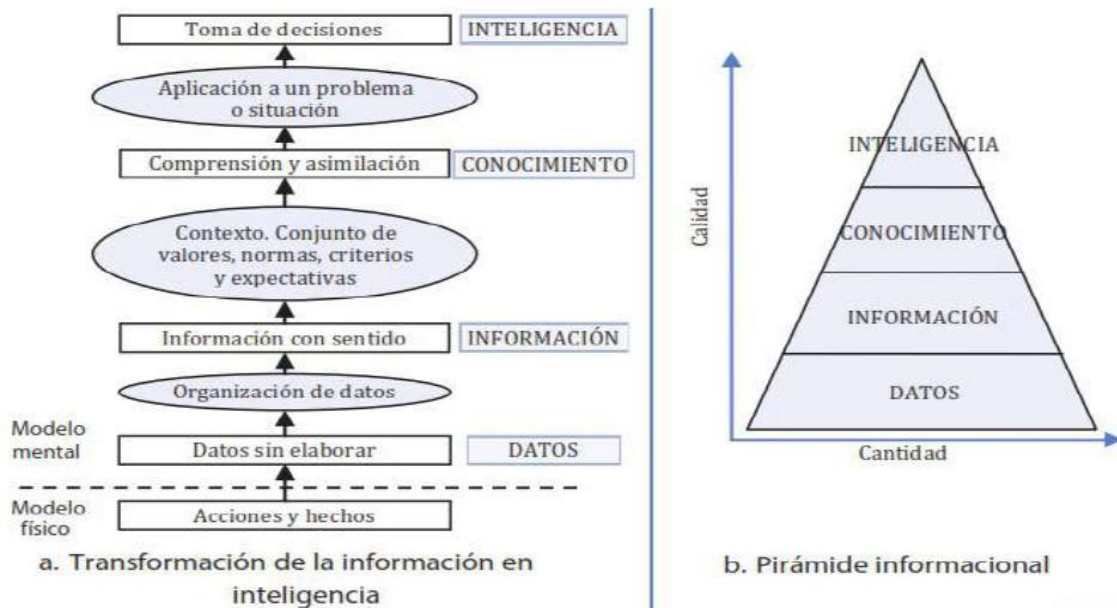 Toma de decisiones
INTELIGENCIA
Aplicación a un problema
o situación
Comprensión y asimilación
CONOCIMIENTO
Contexto. Conjunto de
valores, normas, criterios
y expectativas
Información con sentido
INFORMACIÓN
Organización de datos
Modelo
mental
Datos sin elaborar
DATOS
Modelo
físico
Acciones y hechos
a. Transformación de la información en
inteligencia
Calidad
INTELIGENCIA
CONOCIMIENTO
INFORMACIÓN
DATOS
Cantidad
b. Pirámide informacional